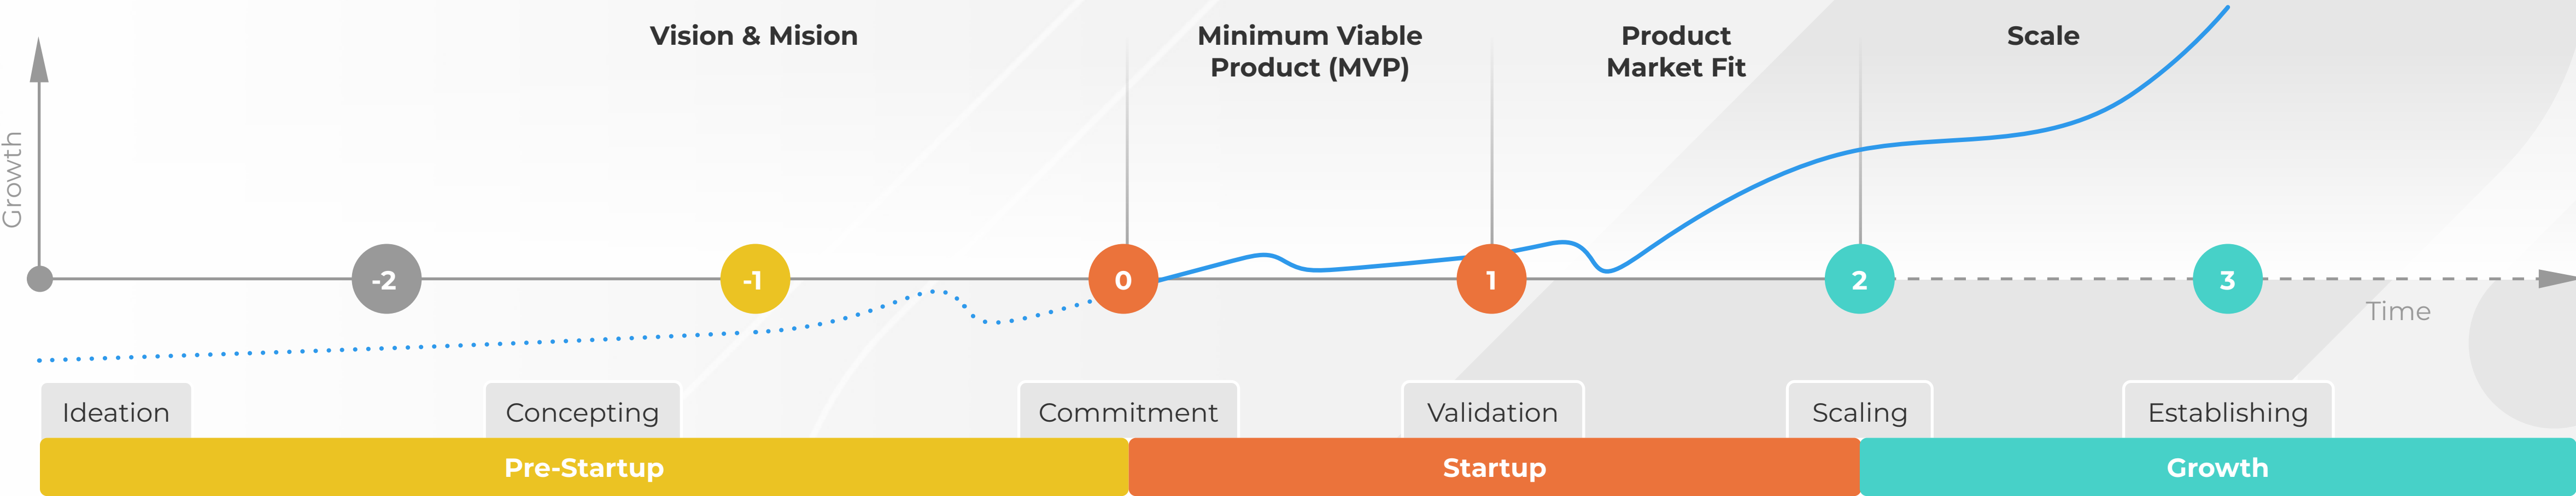 Vision & Mision
Minimum Viable
Product (MVP)
Product
Market Fit
Scale
Growth
-2
-1
0
1
2
3
Time
Ideation
Concepting
Commitment
Validation
Scaling
Establishing
Pre-Startup
Startup
Growth